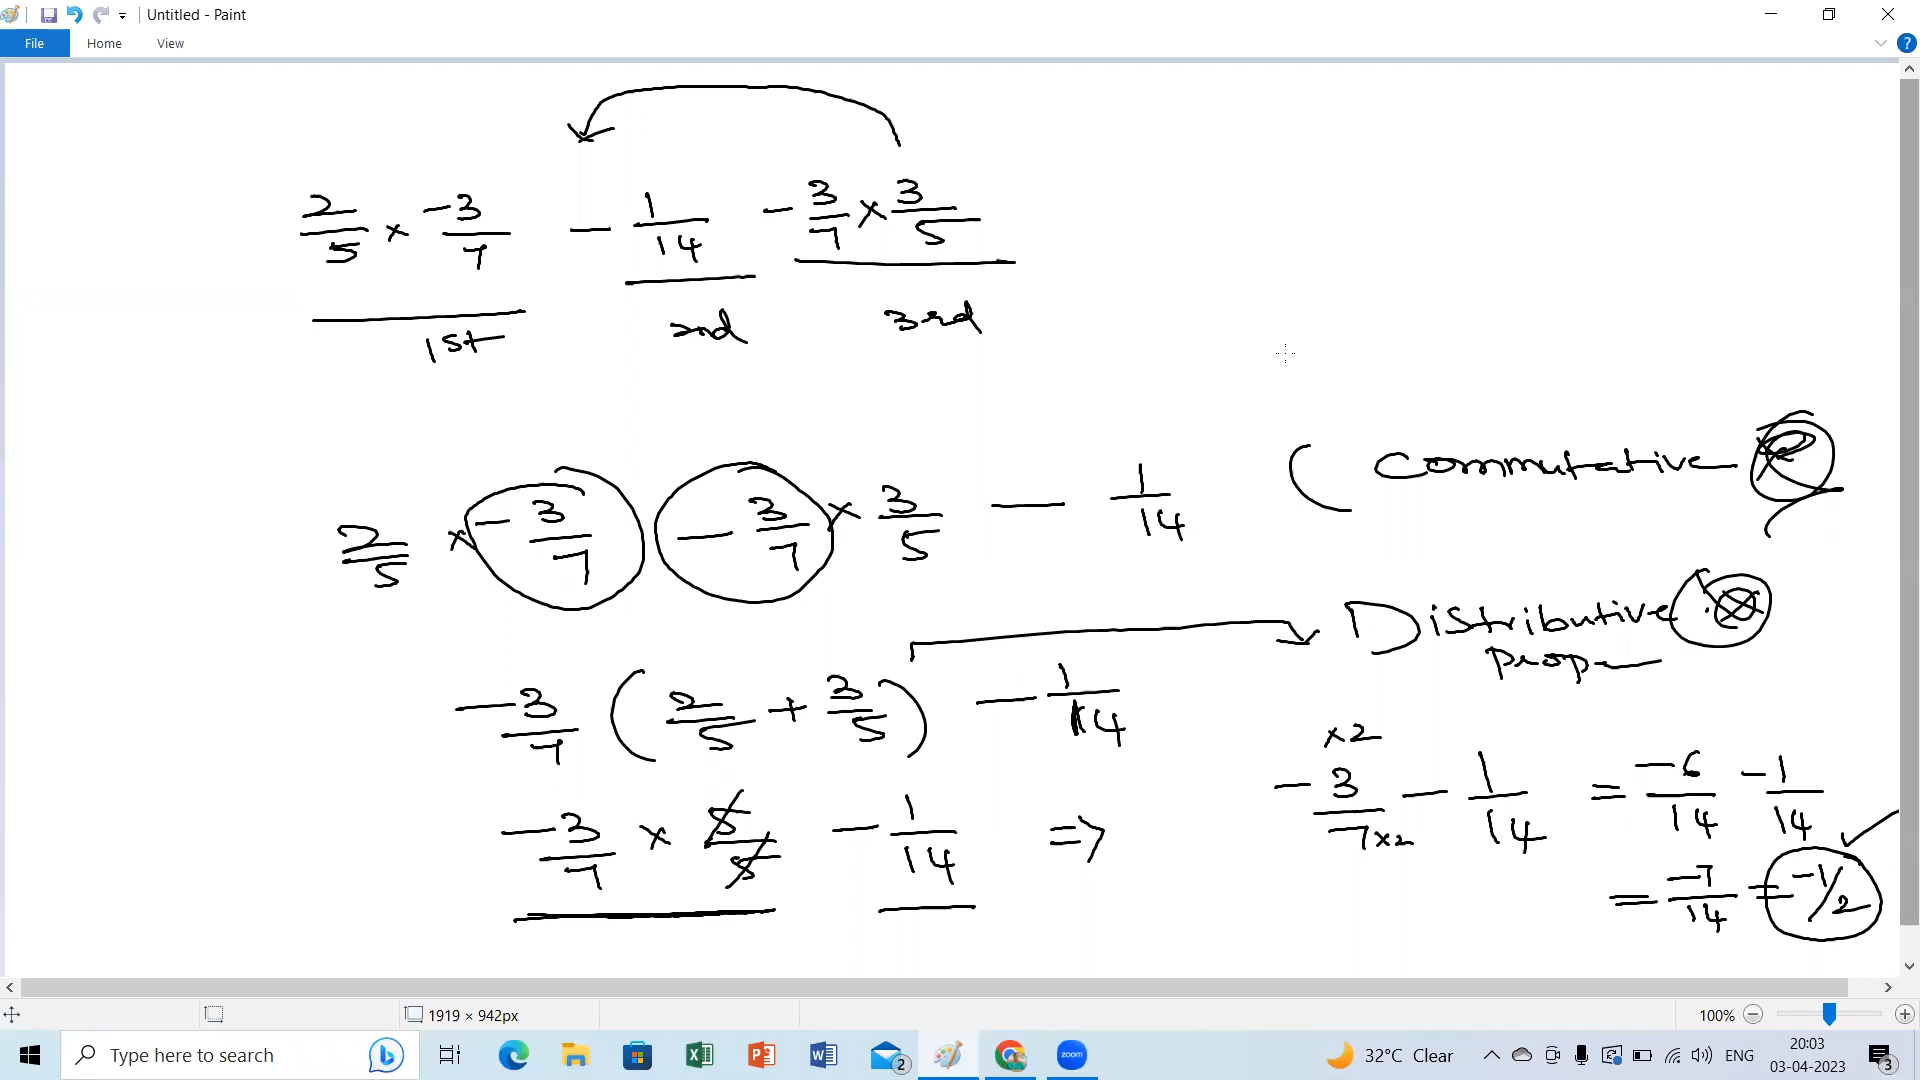 Untitled - Paint
File Home View
2/5 × -3/7 - 1/14 - 3/7 × 3/5
1st 2nd 3rd
2/5 × -3/7 -3/7 × 3/5 - 1/14 ( Commutative
Distributive
-3/7 ( 2/5 + 3/5 ) - 1/14
-3/7 × 5/5 - 1/14 =>
×2
-3/7 - 1/14 = -6/14 -1/14
×2
= -7/14 = -1/2
1919 × 942px 100%
Type here to search
2
zoom
32°C Clear
ENG
20:03
03-04-2023
3